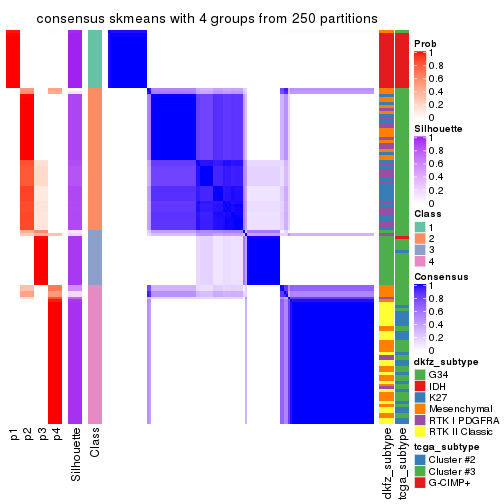 consensus skmeans with 4 groups from 250 partitions
p1
p2
p3
p4
Silhouette
Class
dkfz_subtype
tcga_subtype
Prob
1
0.8
0.6
0.4
0.2
0
Silhouette
1
0.8
0.6
0.4
0.2
0
Class
1
2
3
4
Consensus
1
0.8
0.6
0.4
0.2
0
dkfz_subtype
G34
IDH
K27
Mesenchymal
RTK I PDGFRA
RTK II Classic
tcga_subtype
Cluster #2
Cluster #3
G-CIMP+